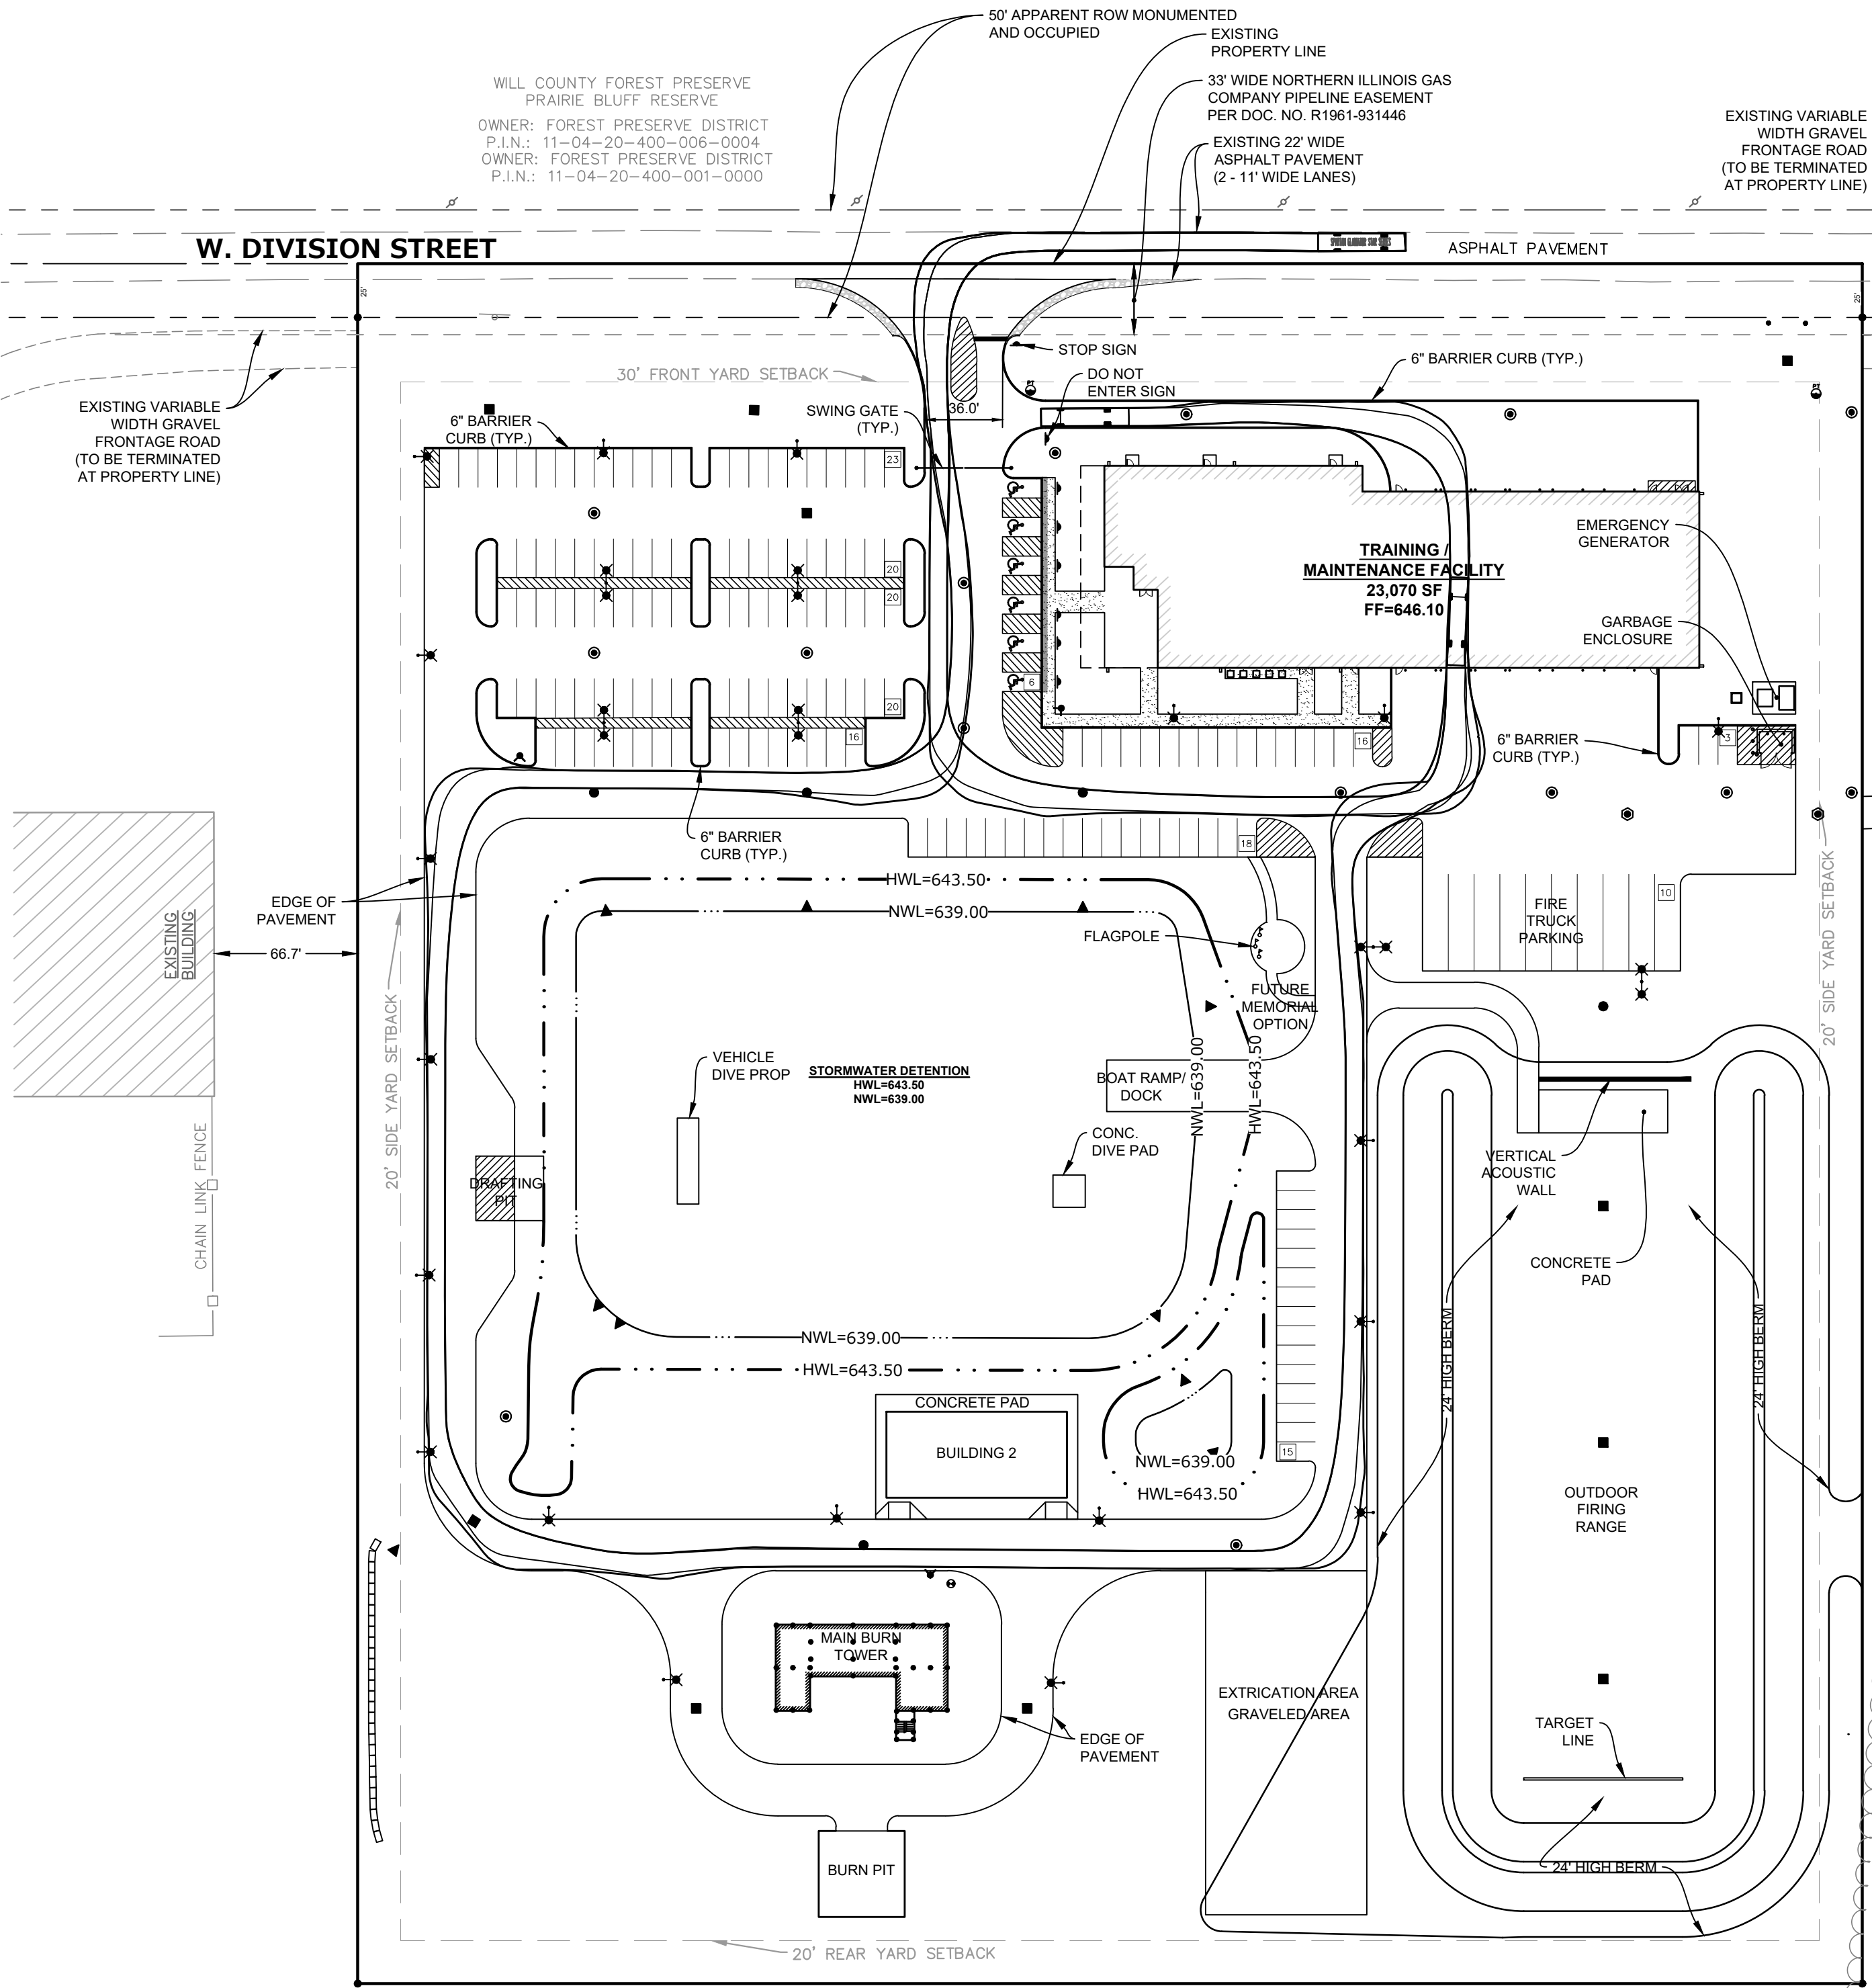 50' APPARENT ROW MONUMENTED
AND OCCUPIED
EXISTING
PROPERTY LINE
WILL COUNTY FOREST PRESERVE
PRAIRIE BLUFF RESERVE
33' WIDE NORTHERN ILLINOIS GAS
COMPANY PIPELINE EASEMENT
PER DOC. NO. R1961-931446
OWNER: FOREST PRESERVE DISTRICT
P.I.N.: 11-04-20-400-006-0004
OWNER: FOREST PRESERVE DISTRICT
P.I.N.: 11-04-20-400-001-0000
EXISTING 22' WIDE
ASPHALT PAVEMENT
(2 - 11' WIDE LANES)
EXISTING VARIABLE
WIDTH GRAVEL
FRONTAGE ROAD
(TO BE TERMINATED
AT PROPERTY LINE)
W. DIVISION STREET
ASPHALT PAVEMENT
25'
25'
STOP SIGN
6" BARRIER CURB (TYP.)
30' FRONT YARD SETBACK
DO NOT
ENTER SIGN
PT
PT
EXISTING VARIABLE
WIDTH GRAVEL
FRONTAGE ROAD
(TO BE TERMINATED
AT PROPERTY LINE)
6" BARRIER
CURB (TYP.)
SWING GATE
(TYP.)
36.0'
23
20
20
20
16
6
16
3
TRAINING /
MAINTENANCE FACILITY
23,070 SF
FF=646.10
EMERGENCY
GENERATOR
GARBAGE
ENCLOSURE
6" BARRIER
CURB (TYP.)
6" BARRIER
CURB (TYP.)
18
10
EDGE OF
PAVEMENT
HWL=643.50
NWL=639.00
FLAGPOLE
FIRE
TRUCK
PARKING
EXISTING
BUILDING
66.7'
20' SIDE YARD SETBACK
20' SIDE YARD SETBACK
FUTURE
MEMORIAL
OPTION
VEHICLE
DIVE PROP
STORMWATER DETENTION
HWL=643.50
NWL=639.00
BOAT RAMP/
DOCK
NWL=639.00
HWL=643.50
CONC.
DIVE PAD
CHAIN LINK FENCE
DRAFTING
PIT
VERTICAL
ACOUSTIC
WALL
CONCRETE
PAD
24' HIGH BERM
24' HIGH BERM
NWL=639.00
HWL=643.50
CONCRETE PAD
BUILDING 2
15
NWL=639.00
HWL=643.50
OUTDOOR
FIRING
RANGE
MAIN BURN
TOWER
EXTRICATION AREA
GRAVELED AREA
EDGE OF
PAVEMENT
TARGET
LINE
BURN PIT
24' HIGH BERM
20' REAR YARD SETBACK